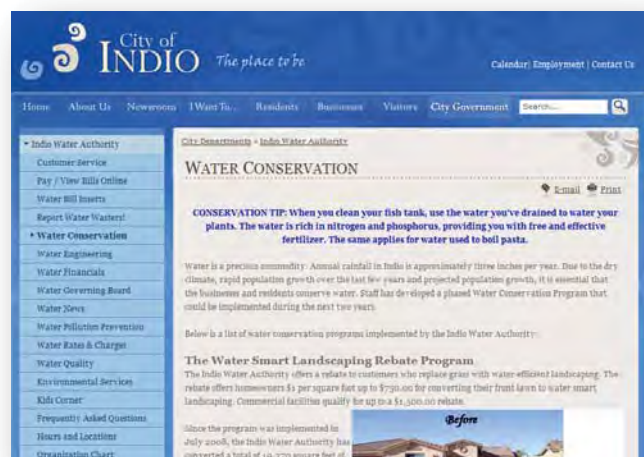 City of
INDIO The place to be
Calendar| Employment | Contact Us
Home About Us Newsroom I Want To... Residents Businesses Visitors City Government Search...
Indio Water Authority
Customer Service
Pay / View Bills Online
Water Bill Inserts
Report Water Wasters!
Water Conservation
Water Engineering
Water Financials
Water Governing Board
Water News
Water Pollution Prevention
Water Rates & Charges
Water Quality
Environmental Services
Kids Corner
Frequently Asked Questions
Hours and Locations
Organization Chart
City Departments » Indio Water Authority
WATER CONSERVATION
E-mail Print
CONSERVATION TIP: When you clean your fish tank, use the water you've drained to water your
plants. The water is rich in nitrogen and phosphorus, providing you with free and effective
fertilizer. The same applies for water used to boil pasta.
Water is a precious commodity. Annual rainfall in Indio is approximately three inches per year. Due to the dry
climate, rapid population growth over the last few years and projected population growth, it is essential that
the businesses and residents conserve water. Staff has developed a phased Water Conservation Program that
could be implemented during the next two years.
Below is a list of water conservation programs implemented by the Indio Water Authority:
The Water Smart Landscaping Rebate Program
The Indio Water Authority offers a rebate to customers who replace grass with water efficient landscaping. The
rebate offers homeowners $1 per square foot up to $750.00 for converting their front lawn to water smart
landscaping. Commercial facilities qualify for up to a $1,500.00 rebate.
Before
Since the program was implemented in
July 2008, the Indio Water Authority has
converted a total of square feet of